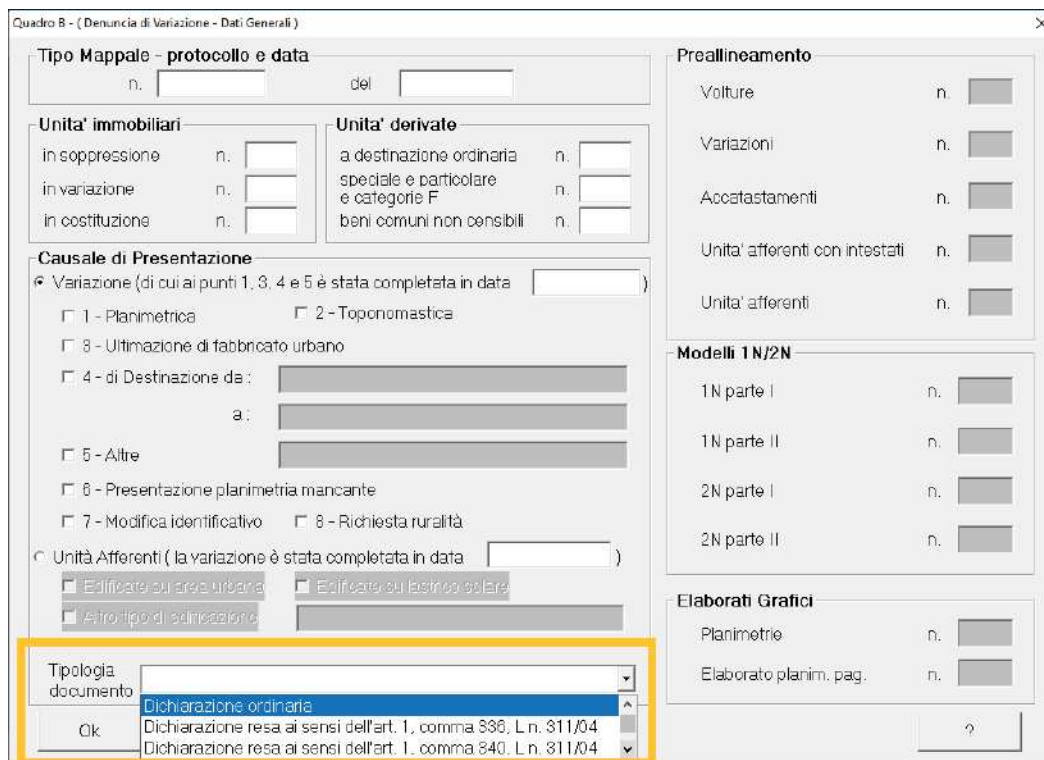 Quadro B - ( Denuncia di Variazione - Dati Generali )
Tipo Mappale - protocollo e data
n. del
Unita' immobiliari
in soppressione n.
in variazione n.
in costituzione n.
Unita' derivate
a destinazione ordinaria n.
speciale e particolare
e categorie F n.
beni comuni non censibili n.
Causale di Presentazione
Variazione (di cui ai punti 1, 3, 4 e 5 è stata completata in data )
1 - Planimetrica 2 - Toponomastica
3 - Ultimazione di fabbricato urbano
4 - di Destinazione da :
a :
5 - Altre
6 - Presentazione planimetria mancante
7 - Modifica identificativo 8 - Richiesta ruralità
Unità Afferenti ( la variazione è stata completata in data )
Edificate su area urbana Edificate su lastrico solare
Altro tipo di edificazione
Tipologia
documento
Dichiarazione ordinaria
Dichiarazione resa ai sensi dell'art. 1, comma 336, L.n. 311/04
Dichiarazione resa ai sensi dell'art. 1, comma 340, L.n. 311/04
Ok
Preallineamento
Volture n.
Variazioni n.
Accatastamenti n.
Unita' afferenti con intestati n.
Unita' afferenti n.
Modelli 1N/2N
1N parte I n.
1N parte II n.
2N parte I n.
2N parte II n.
Elaborati Grafici
Planimetrie n.
Elaborato planim. pag. n.
?